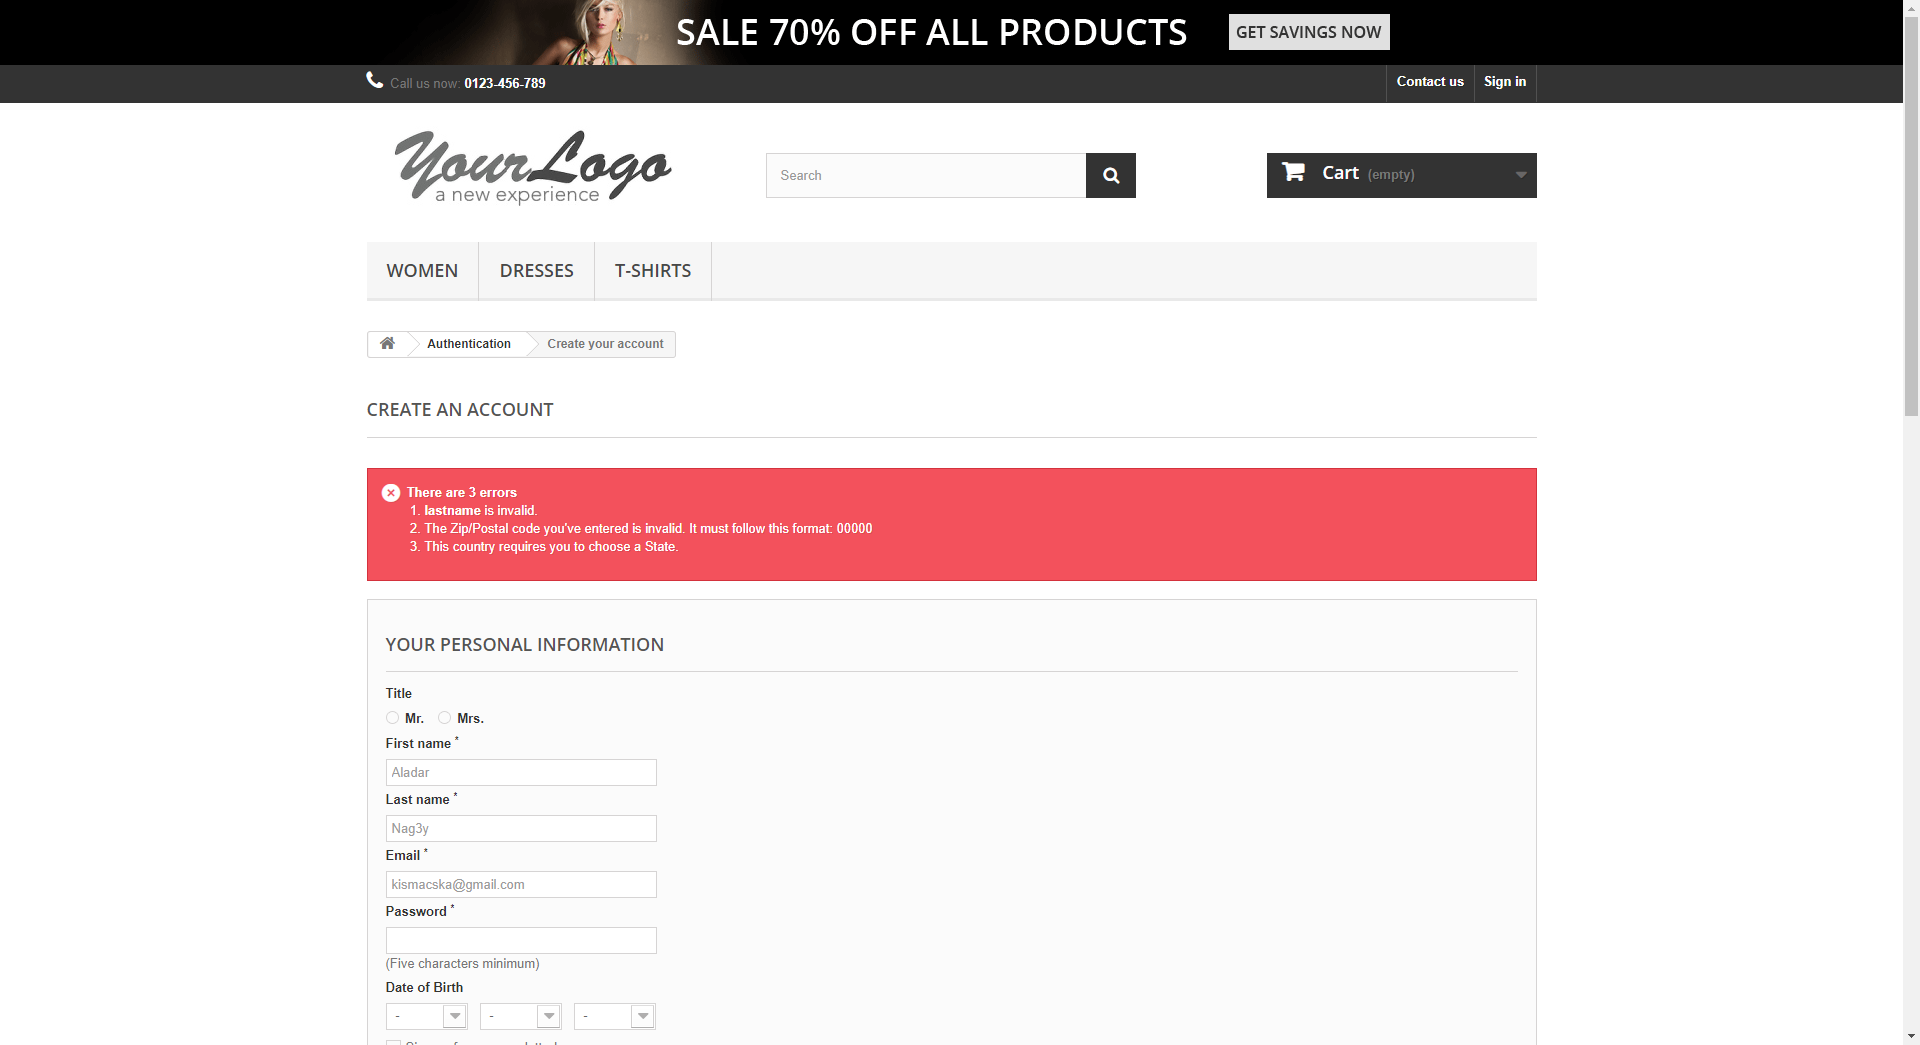 SALE 70% OFF ALL PRODUCTS GET SAVINGS NOW
Call us now: 0123-456-789 Contact us Sign in
Your Logo
a new experience
Search
Cart (empty)
WOMEN DRESSES T-SHIRTS
Authentication Create your account
CREATE AN ACCOUNT
There are 3 errors
1. lastname is invalid.
2. The Zip/Postal code you've entered is invalid. It must follow this format: 00000
3. This country requires you to choose a State.
YOUR PERSONAL INFORMATION
Title
Mr. Mrs.
First name *
Aladar
Last name *
Nag3y
Email *
kismacska@gmail.com
Password *
(Five characters minimum)
Date of Birth
- - -